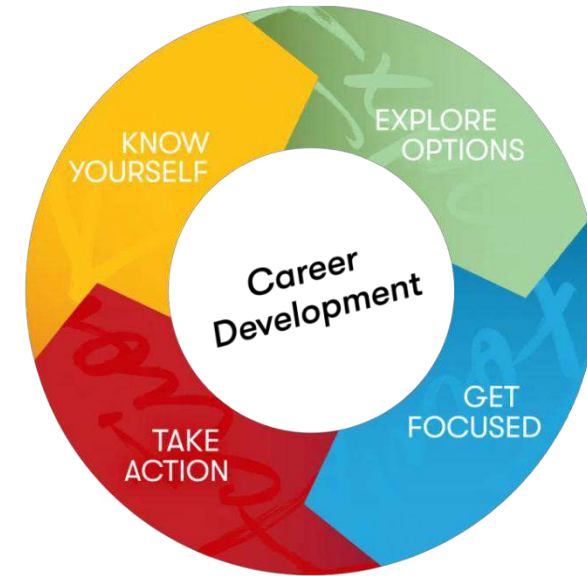 KNOW
YOURSELF
EXPLORE
OPTIONS
Career
Development
GET
FOCUSED
TAKE
ACTION